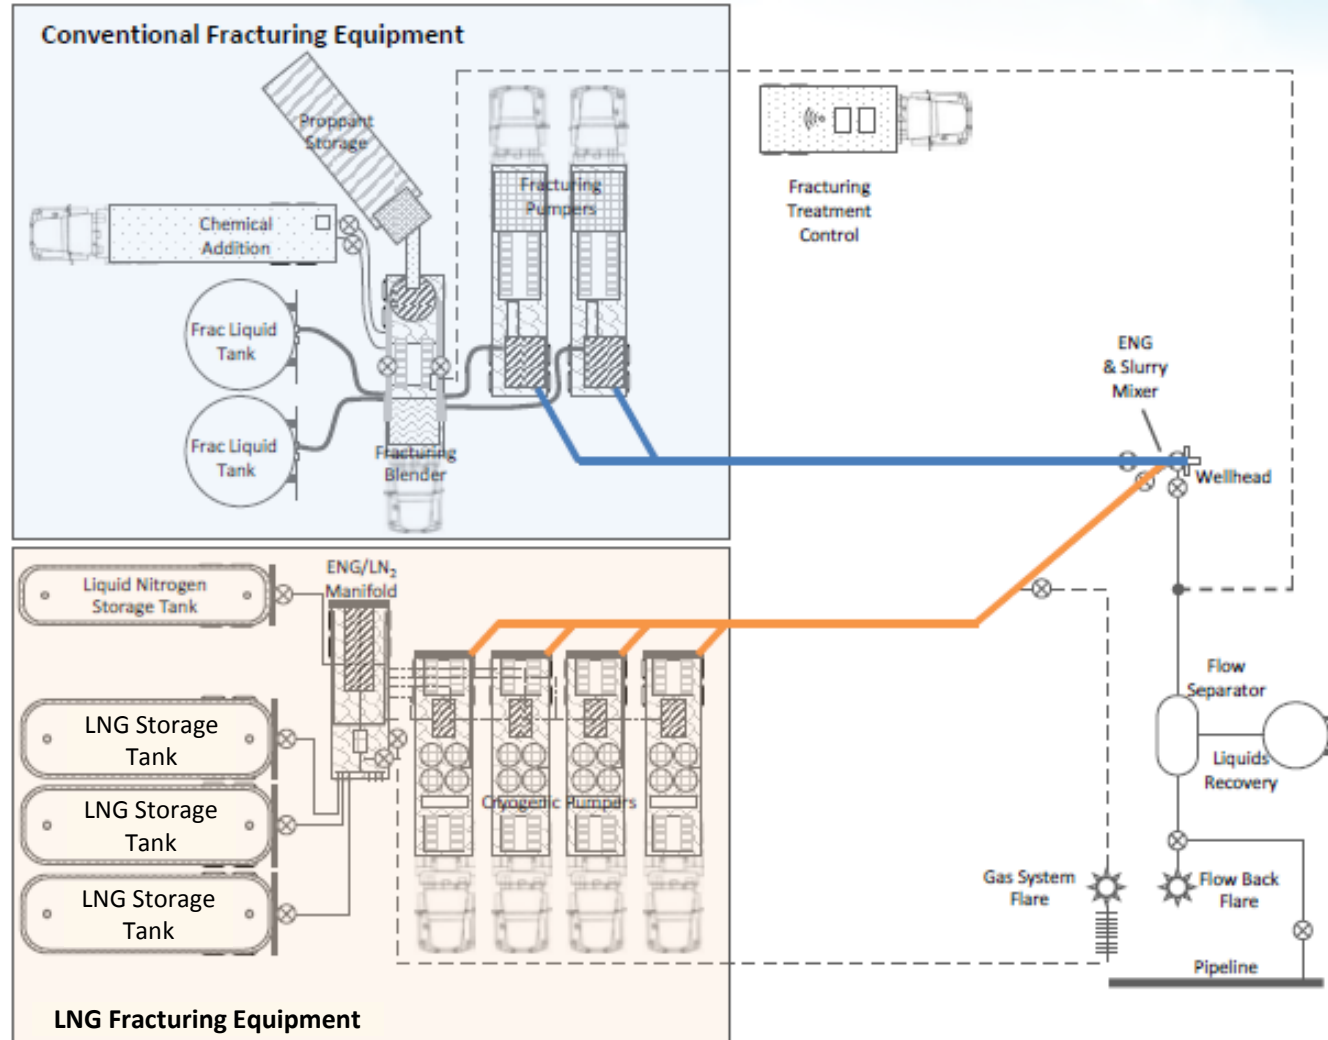 Conventional Fracturing Equipment
Proppant
Storage
Fracturing
Pumpers
Chemical
Addition
Frac Liquid
Tank
Frac Liquid
Tank
Fracturing
Blender
Fracturing
Treatment
Control
ENG
& Slurry
Mixer
Wellhead
Liquid Nitrogen
Storage Tank
ENG/LN₂
Manifold
LNG Storage
Tank
LNG Storage
Tank
LNG Storage
Tank
Cryogenic Pumpers
Flow
Separator
Liquids
Recovery
Gas System
Flare
Flow Back
Flare
Pipeline
LNG Fracturing Equipment